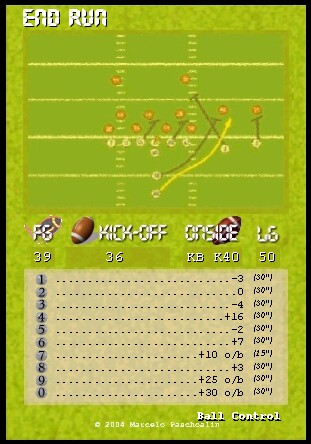 END RUN
FG KICK-OFF ONSIDE LG
39 36 KB K40 50
1 ..............................-3 (30")
2 ..............................0 (30")
3 ..............................-4 (30")
4 ..............................+16 (30")
5 ..............................-2 (30")
6 ..............................+7 (30")
7 ..............................+10 o/b (15")
8 ..............................+3 (30")
9 ..............................+25 o/b (30")
0 ..............................+30 o/b (30")
Ball Control
© 2004 Marcelo Paschoalin